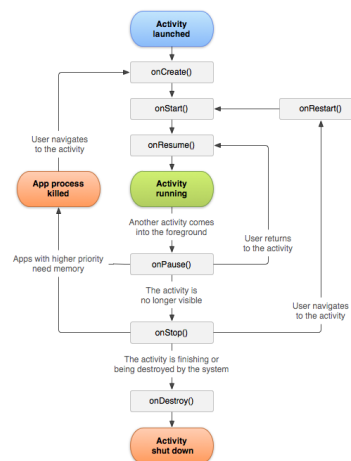 Activity
launched
onCreate()
onStart()
onRestart()
User navigates
to the activity
onResume()
App process
killed
Activity
running
Another activity comes
into the foreground
User returns
to the activity
Apps with higher priority
need memory
onPause()
The activity is
no longer visible
User navigates
to the activity
onStop()
The activity is finishing or
being destroyed by the system
onDestroy()
Activity
shut down